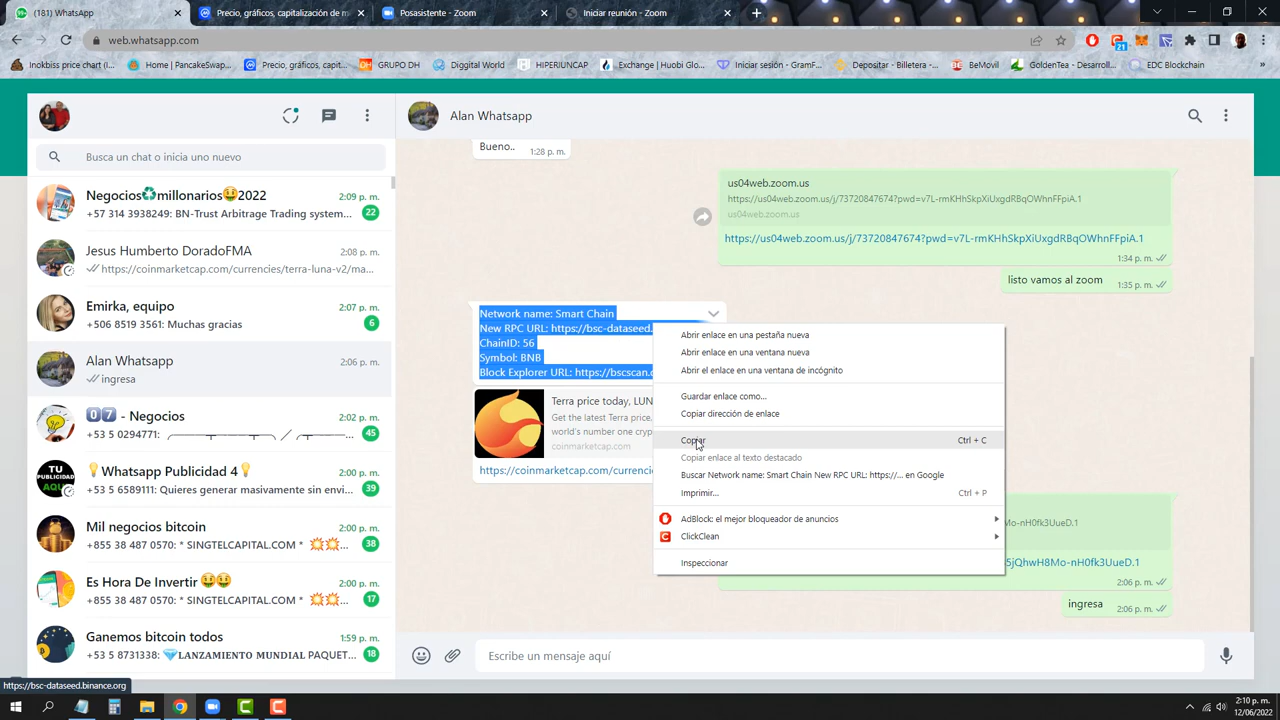 (181) WhatsApp
Precio, gráficos, capitalización de m
Posasistente - Zoom
Iniciar reunión - Zoom
web.whatsapp.com
21
Inokbiss price chart (I...
Home | PancakeSwap...
Precio, gráficos, capit...
GRUPO DH
Diggital World
HIPERIUNCAP
Exchange | Huobi Glo...
Iniciar sesión - GramF...
Depositar - Billetera -...
BeMovil
GoldenTea - Desarroll...
EDC Blockchain
»
Alan Whatsapp
Busca un chat o inicia uno nuevo
Negocios♻millonarios🤑2022
2:09 p. m.
+57 314 3938249: BN-Trust Arbitrage Trading system...
22
Jesus Humberto DoradoFMA
2:08 p. m.
https://coinmarketcap.com/currencies/terra-luna-v2/ma...
Emirka, equipo
2:07 p. m.
+506 8519 3561: Muchas gracias
6
Alan Whatsapp
2:06 p. m.
ingresa
0 7 - Negocios
2:02 p. m.
+53 5 0294771:
45
💡Whatsapp Publicidad 4💡
2:00 p. m.
+53 5 6589111: Quieres generar masivamente en vivi...
39
TU PUBLICIDAD AQUÍ
Mil negocios bitcoin
2:00 p. m.
+855 38 487 0570: * SINGTELCAPITAL.COM * 💥💥...
38
Es Hora De Invertir 🤑🤑
2:00 p. m.
+855 38 487 0570: * SINGTELCAPITAL.COM * 💥💥...
17
Ganemos bitcoin todos
1:59 p. m.
+53 5 8731338: 💎LANZAMIENTO MUNDIAL PAQUET...
18
Bueno..
1:28 p. m.
us04web.zoom.us
https://us04web.zoom.us/j/73720847674?pwd=v7L-rmKHhSkpXiUxgdRBqOWhnFFpiA.1
us04web.zoom.us
https://us04web.zoom.us/j/73720847674?pwd=v7L-rmKHhSkpXiUxgdRBqOWhnFFpiA.1
1:34 p. m.
listo vamos al zoom
1:35 p. m.
Network name: Smart Chain
New RPC URL: https://bsc-dataseed.
ChainID: 56
Symbol: BNB
Block Explorer URL: https://bscscan.c
Terra price today, LUN
Get the latest Terra price,
world's number one cryp
coinmarketcap.com
https://coinmarketcap.com/currencie
Abrir enlace en una pestaña nueva
Abrir enlace en una ventana nueva
Abrir el enlace en una ventana de incógnito
Guardar enlace como...
Copiar dirección de enlace
Copiar
Ctrl + C
Copiar enlace al texto destacado
Buscar Network name: Smart Chain New RPC URL: https://... en Google
Imprimir...
Ctrl + P
AdBlock: el mejor bloqueador de anuncios
ClickClean
Inspeccionar
Mo-nH0fk3UueD.1
5jQhwH8Mo-nH0fk3UueD.1
2:06 p. m.
ingresa
2:06 p. m.
Escribe un mensaje aquí
https://bsc-dataseed.binance.org
2:10 p. m.
12/06/2022